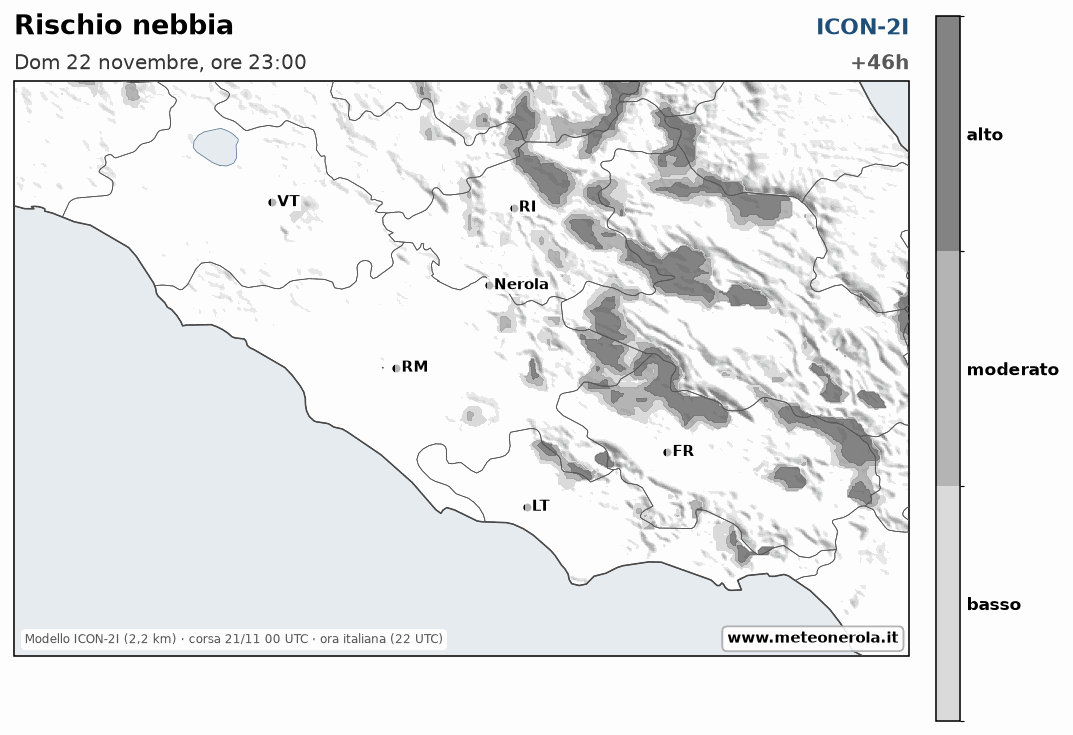 Rischio nebbia
ICON-2I
Dom 22 novembre, ore 23:00
+46h
alto
VT
RI
Nerola
moderato
RM
FR
LT
basso
Modello ICON-2I (2,2 km) · corsa 21/11 00 UTC · ora italiana (22 UTC)
www.meteonerola.it